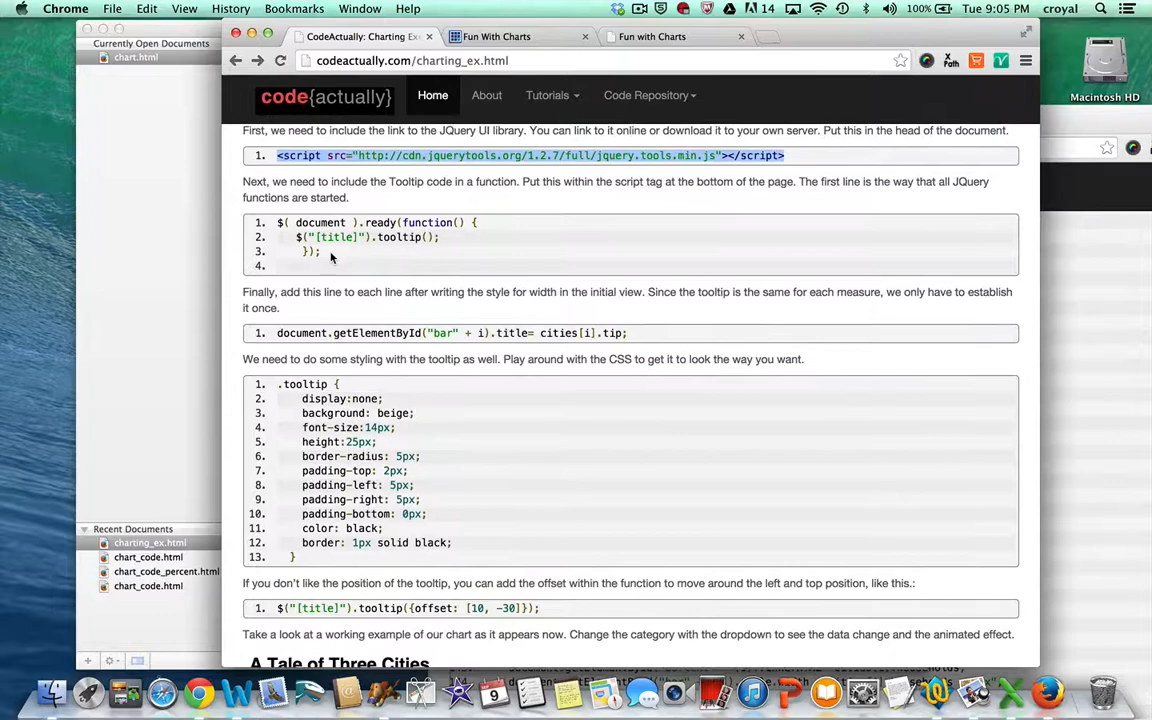 Chrome File Edit View History Bookmarks Window Help 14 100% Tue 9:05 PM croyal
Currently Open Documents
chart.html
CodeActually: Charting Ex
Fun With Charts
Fun with Charts
codeactually.com/charting_ex.html
X Path
Macintosh HD
code{actually}
Home
About
Tutorials
Code Repository
First, we need to include the link to the JQuery UI library. You can link to it online or download it to your own server. Put this in the head of the document.
1. <script src="http://cdn.jquerytools.org/1.2.7/full/jquery.tools.min.js"></script>
Next, we need to include the Tooltip code in a function. Put this within the script tag at the bottom of the page. The first line is the way that all JQuery
functions are started.
1. $( document ).ready(function() {
2. $("[title]").tooltip();
3. });
4.
Finally, add this line to each line after writing the style for width in the initial view. Since the tooltip is the same for each measure, we only have to establish
it once.
1. document.getElementById("bar" + i).title= cities[i].tip;
We need to do some styling with the tooltip as well. Play around with the CSS to get it to look the way you want.
1. .tooltip {
2. display:none;
3. background: beige;
4. font-size:14px;
5. height:25px;
6. border-radius: 5px;
7. padding-top: 2px;
8. padding-left: 5px;
9. padding-right: 5px;
10. padding-bottom: 0px;
11. color: black;
12. border: 1px solid black;
13. }
If you don't like the position of the tooltip, you can add the offset within the function to move around the left and top position, like this.:
1. $("[title]").tooltip({offset: [10, -30]});
Take a look at a working example of our chart as it appears now. Change the category with the dropdown to see the data change and the animated effect.
A Tale of Three Cities
Recent Documents
charting_ex.html
chart_code.html
chart_code_percent.html
chart_code.html